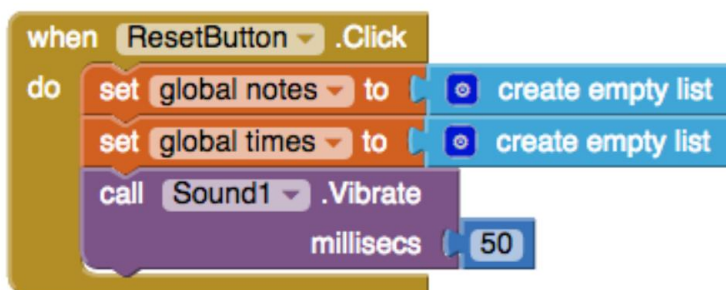 when ResetButton .Click
do set global notes to create empty list
set global times to create empty list
call Sound1 .Vibrate
millisecs 50